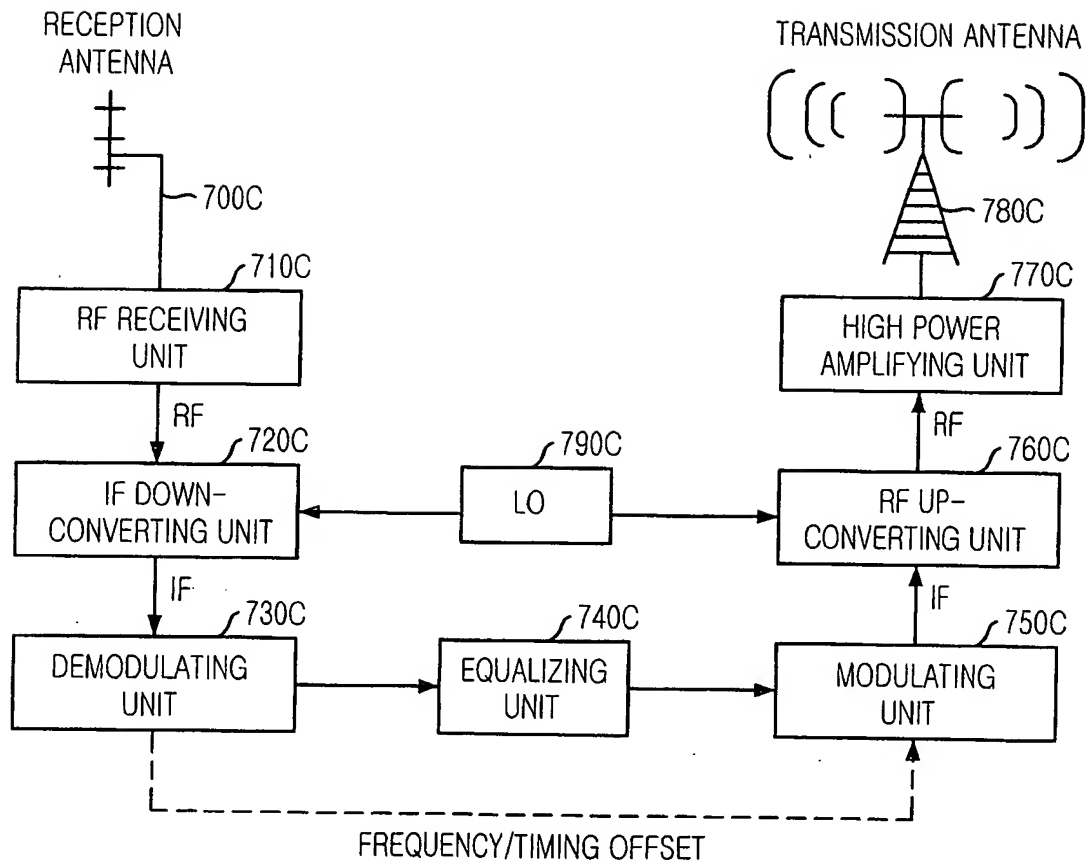 RECEPTION
ANTENNA
TRANSMISSION ANTENNA
700C
780C
710C
RF RECEIVING
UNIT
770C
HIGH POWER
AMPLIFYING UNIT
RF
RF
720C
IF DOWN-
CONVERTING UNIT
790C
LO
760C
RF UP-
CONVERTING UNIT
IF
IF
730C
DEMODULATING
UNIT
740C
EQUALIZING
UNIT
750C
MODULATING
UNIT
FREQUENCY/TIMING OFFSET